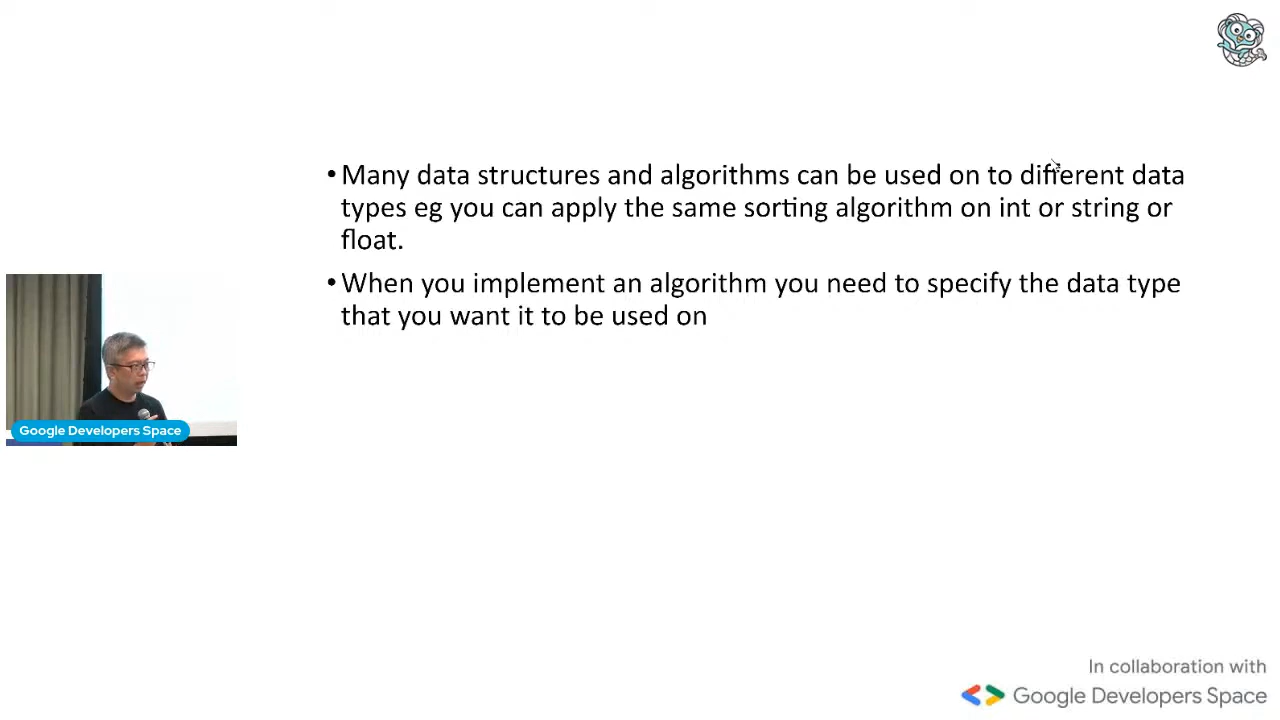 • Many data structures and algorithms can be used on to different data
types eg you can apply the same sorting algorithm on int or string or
float.
• When you implement an algorithm you need to specify the data type
that you want it to be used on
Google Developers Space
In collaboration with
Google Developers Space